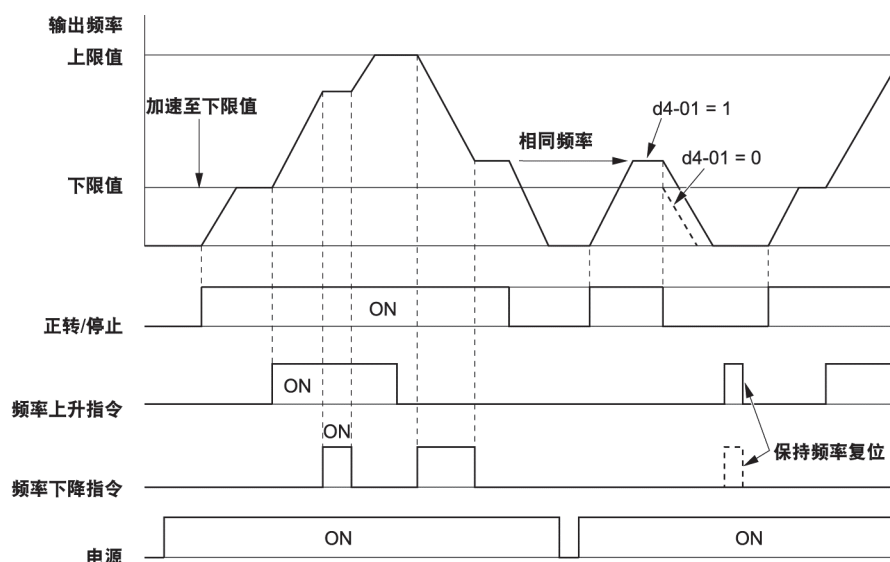 输出频率
上限值
加速至下限值
d4-01 = 1
相同频率
d4-01 = 0
下限值
ON
正转/停止
ON
频率上升指令
ON
保持频率复位
频率下降指令
ON
ON
电源